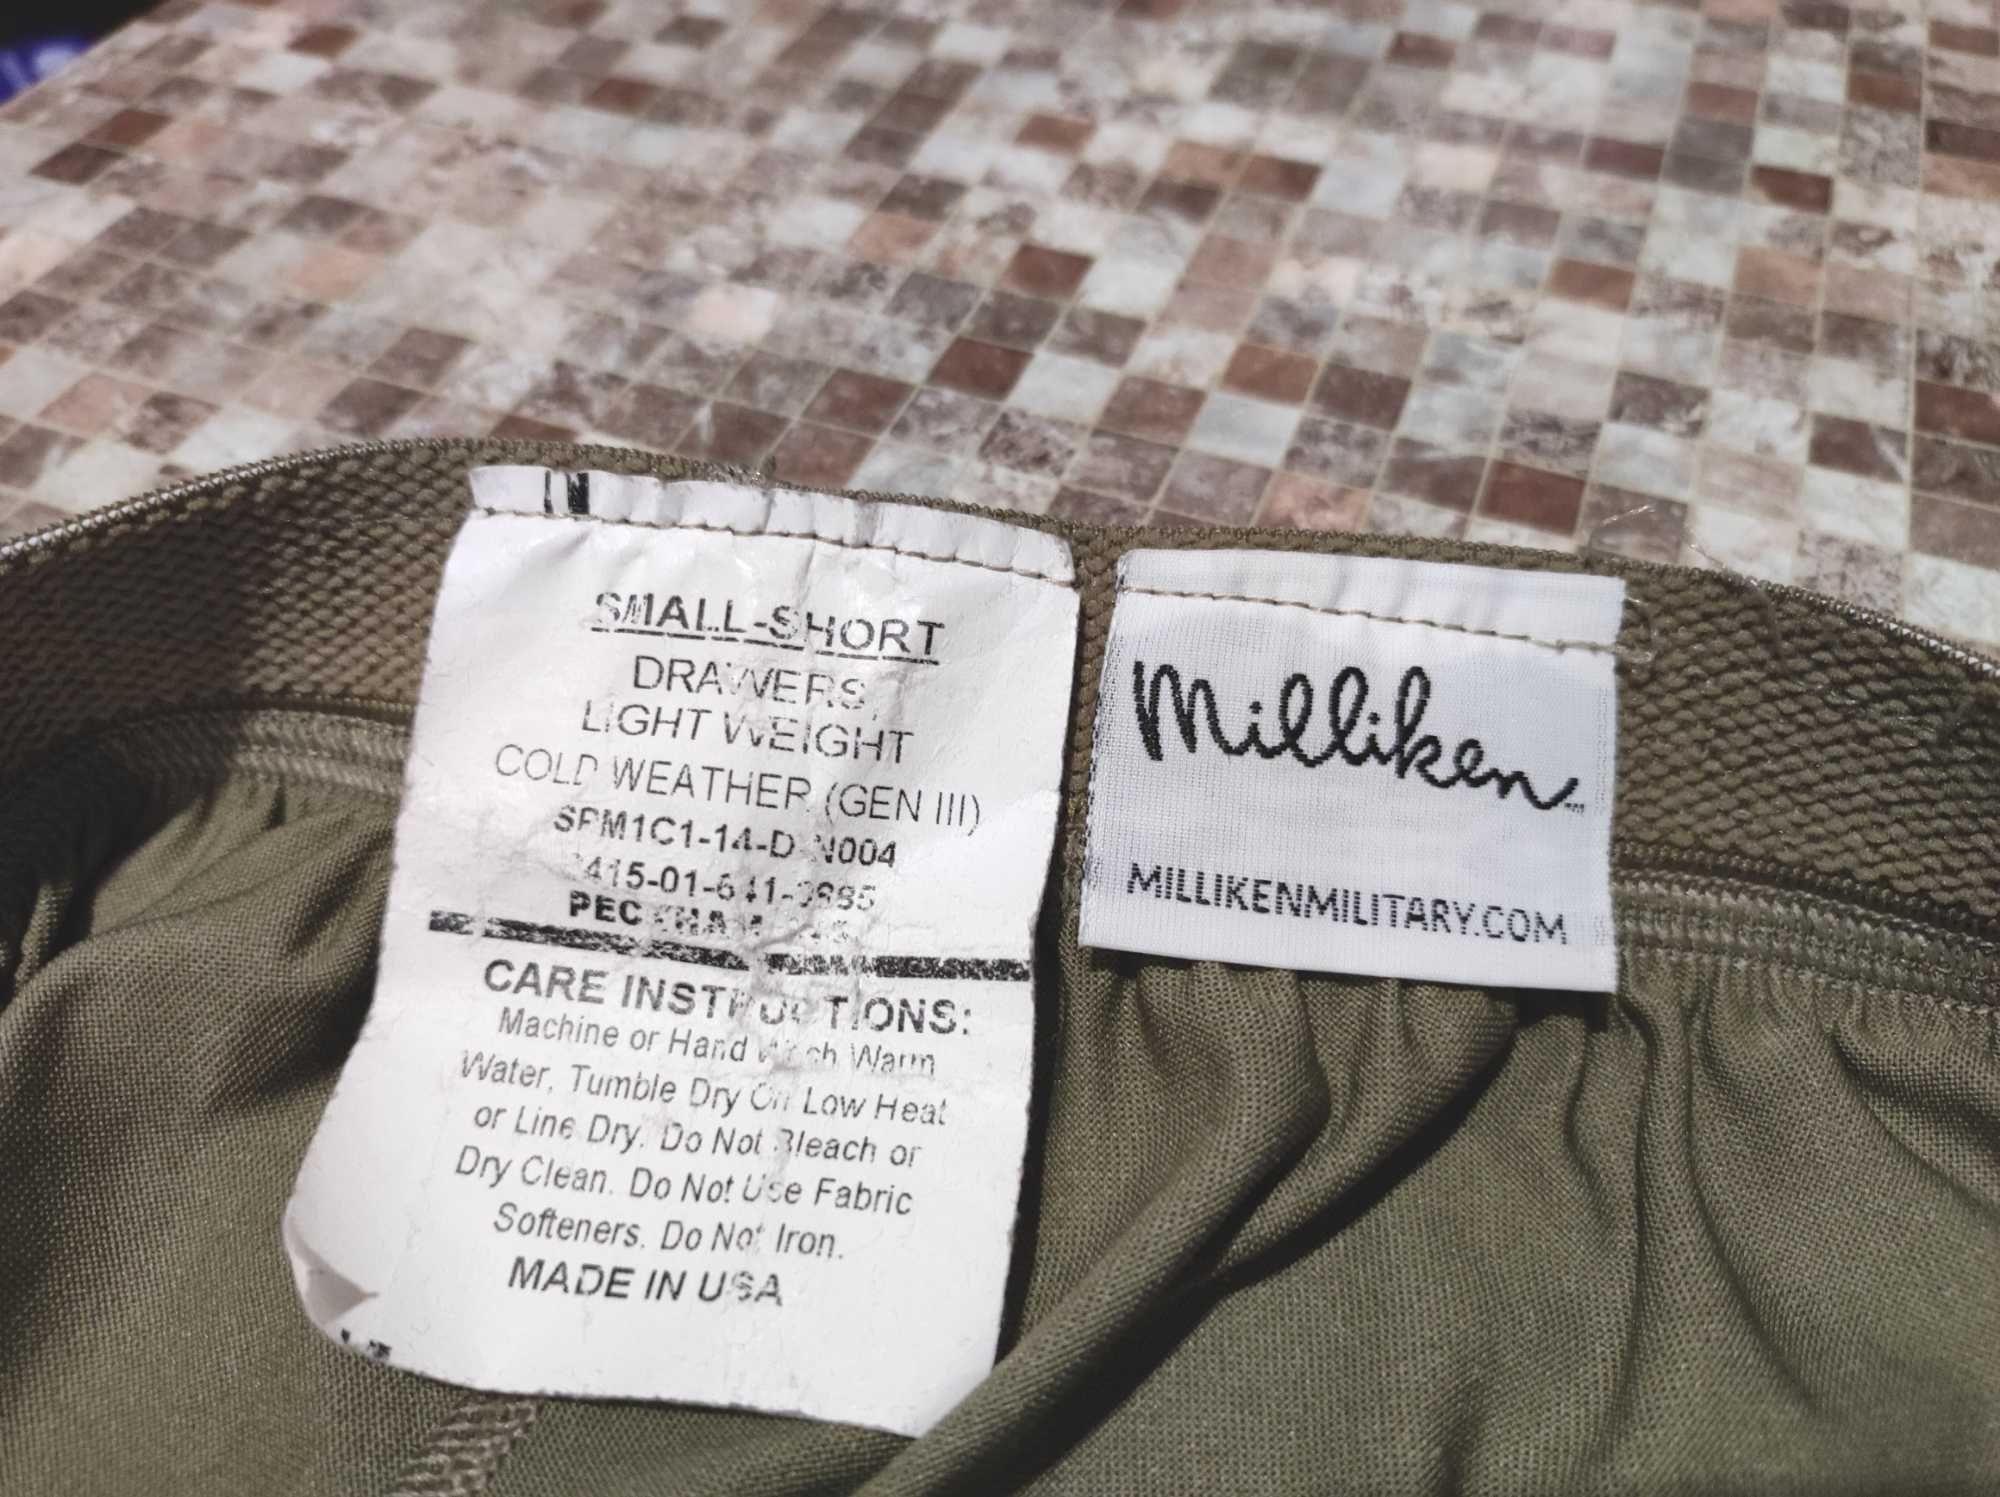 SMALL-SHORT
DRAWERS,
LIGHT WEIGHT
COLD WEATHER (GEN III)
SPM1C1-14-D-N004
CARE INSTRUCTIONS:
Machine or Hand Wash Warm
Water, Tumble Dry On Low Heat
or Line Dry. Do Not Bleach or
Dry Clean. Do Not Use Fabric
Softeners. Do Not Iron.
MADE IN USA
Milliken
MILLIKENMILITARY.COM